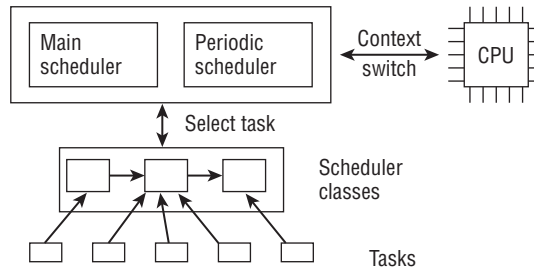 Main
scheduler
Periodic
scheduler
Context
switch
CPU
Select task
Scheduler
classes
Tasks